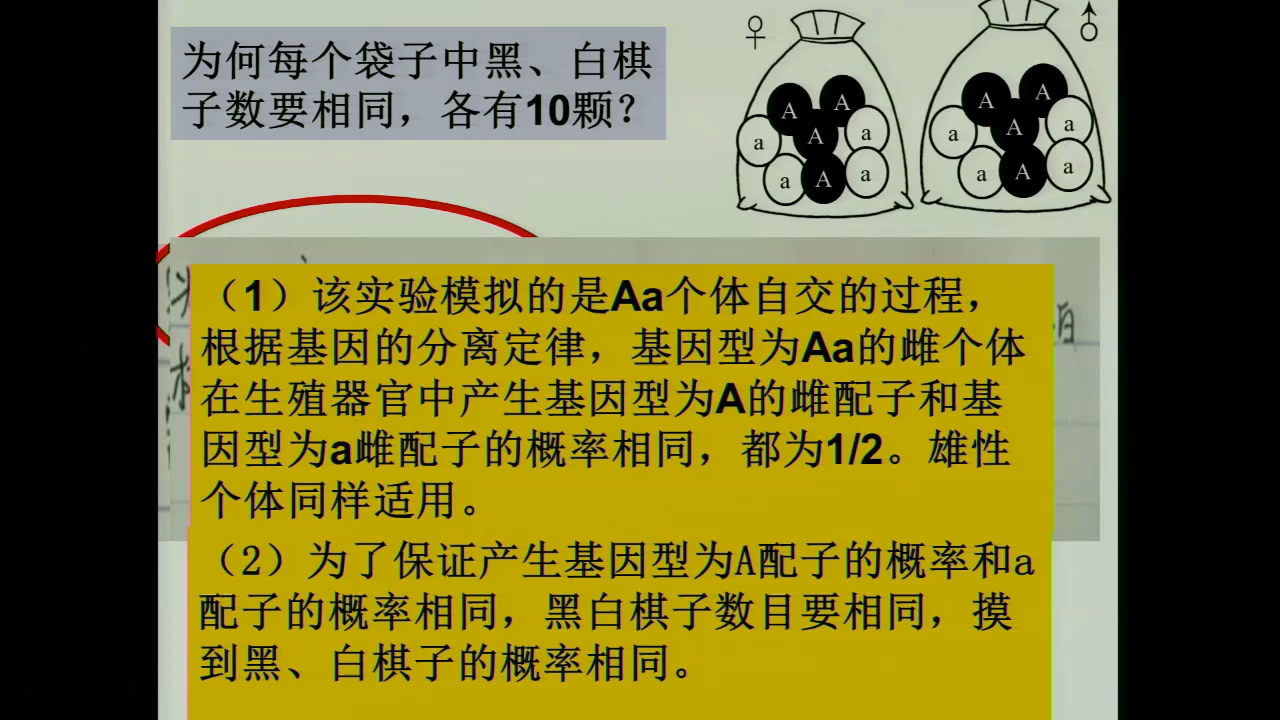 为何每个袋子中黑、白棋
子数要相同，各有10颗？
♀
♂
A
A
a
A
a
a
A
a
A
A
a
A
a
a
A
a
（1）该实验模拟的是Aa个体自交的过程，
根据基因的分离定律，基因型为Aa的雌个体
在生殖器官中产生基因型为A的雌配子和基
因型为a雌配子的概率相同，都为1/2。雄性
个体同样适用。
（2）为了保证产生基因型为A配子的概率和a
配子的概率相同，黑白棋子数目要相同，摸
到黑、白棋子的概率相同。